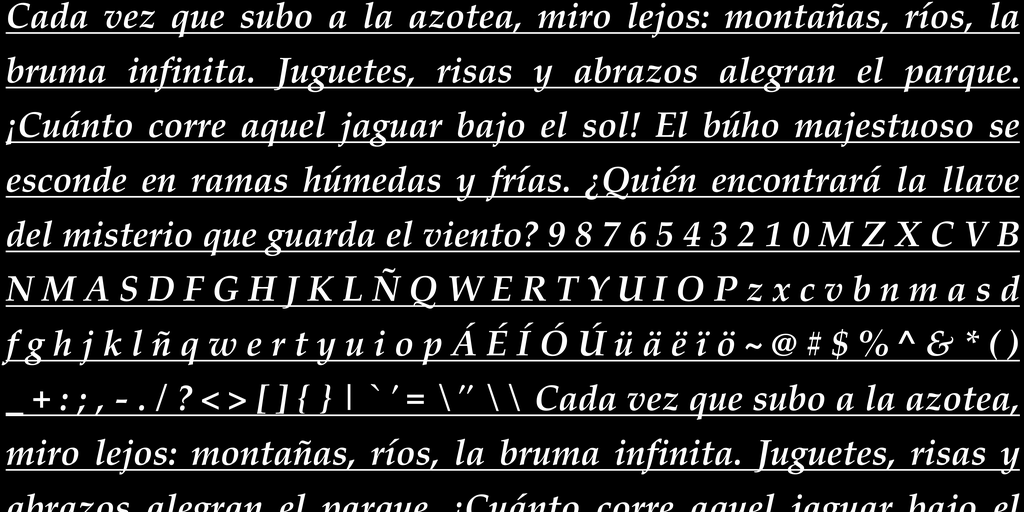 Cada vez que subo a la azotea, miro lejos: montañas, ríos, la
bruma infinita. Juguetes, risas y abrazos alegran el parque.
¡Cuánto corre aquel jaguar bajo el sol! El búho majestuoso se
esconde en ramas húmedas y frías. ¿Quién encontrará la llave
del misterio que guarda el viento? 9 8 7 6 5 4 3 2 1 0 M Z X C V B
N M A S D F G H J K L Ñ Q W E R T Y U I O P z x c v b n m a s d
f g h j k l ñ q w e r t y u i o p Á É Í Ó Ú ü ä ë ï ö ~ @ # $ % ^ & * ( )
_ + : ; , - . / ? < > [ ] { } | ` ' = \ " \ \ Cada vez que subo a la azotea,
miro lejos: montañas, ríos, la bruma infinita. Juguetes, risas y
abrazos alegran el parque. ¡Cuánto corre aquel jaguar bajo el